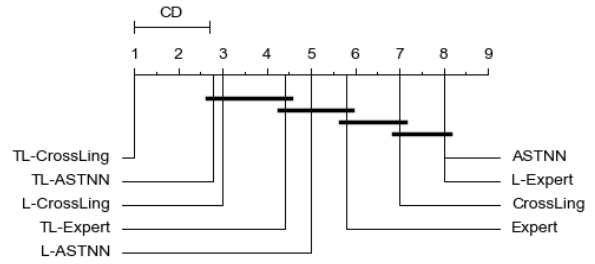 CD
1 2 3 4 5 6 7 8 9
TL-CrossLing ASTNN
TL-ASTNN L-Expert
L-CrossLing CrossLing
TL-Expert Expert
L-ASTNN